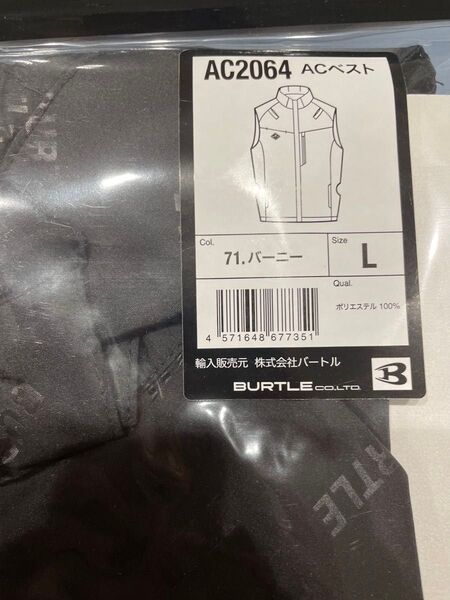 AC2064 ACベスト
Col.
71.バーニー
Size
L
Qual.
ポリエステル 100%
4 571648 677351
輸入販売元 株式会社バートル
BURTLE CO.,LTD.
B
RTLE